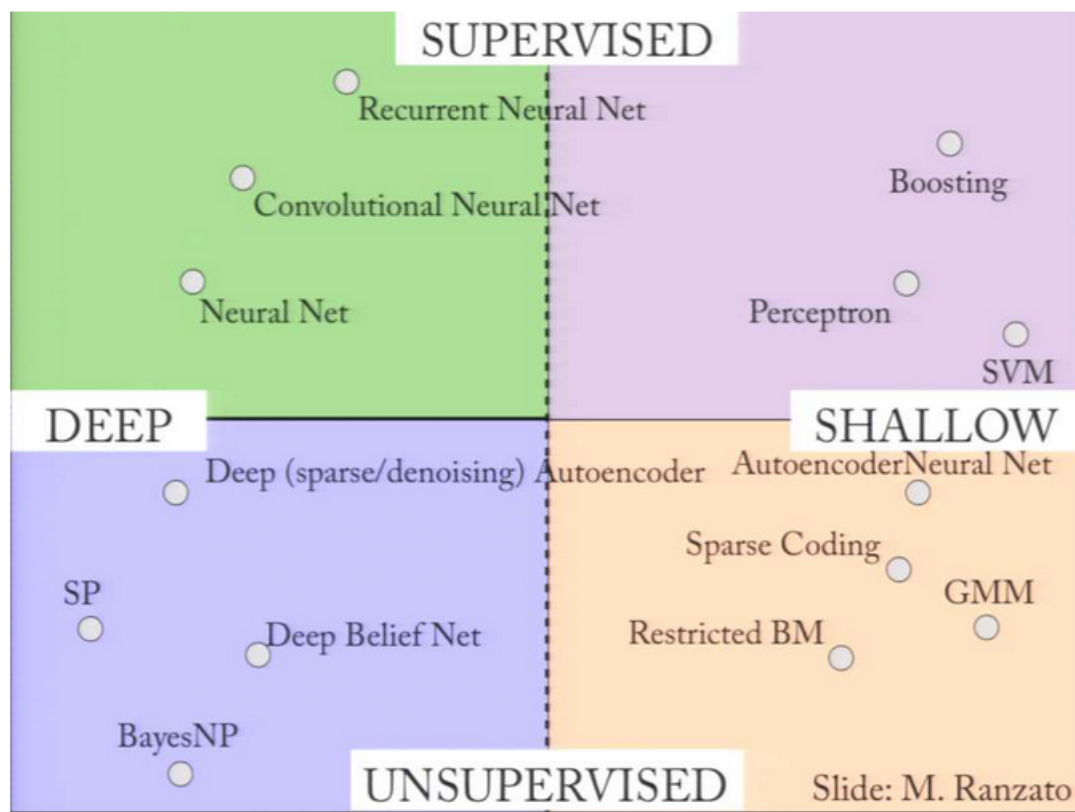 SUPERVISED
Recurrent Neural Net
Boosting
Convolutional Neural Net
Neural Net
Perceptron
SVM
DEEP
SHALLOW
Deep (sparse/denoising) Autoencoder
AutoencoderNeural Net
Sparse Coding
SP
GMM
Deep Belief Net
Restricted BM
BayesNP
UNSUPERVISED
Slide: M. Ranzato